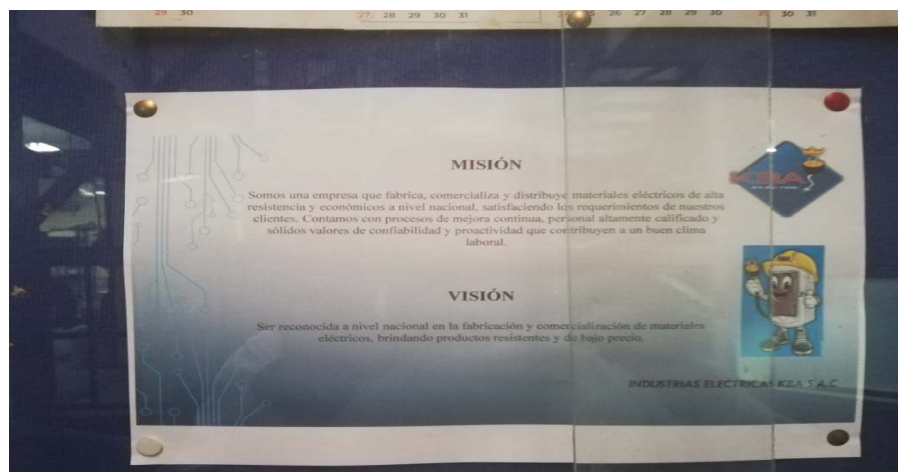 29 30
27 28 29 30 31
26 27 28 29 30
29 30 31
MISIÓN
KBA
ELECTRIC
Somos una empresa que fabrica, comercializa y distribuye materiales eléctricos de alta
resistencia y económicos a nivel nacional, satisfaciendo los requerimientos de nuestros
clientes. Contamos con procesos de mejora continua, personal altamente calificado y
sólidos valores de confiabilidad y proactividad que contribuyen a un buen clima
laboral.
KBA
VISIÓN
Ser reconocida a nivel nacional en la fabricación y comercialización de materiales
eléctricos, brindando productos resistentes y de bajo precio.
INDUSTRIAS ELECTRICAS KBA S.A.C